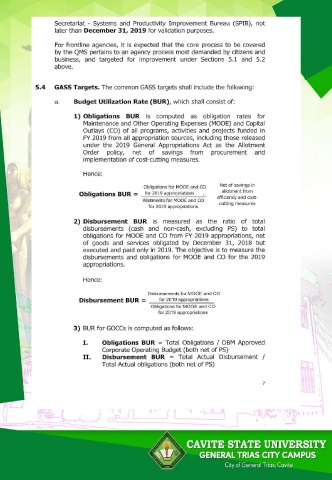 Secretariat - Systems and Productivity Improvement Bureau (SPIB), not
later than December 31, 2019 for validation purposes.
For frontline agencies, it is expected that the core process to be covered
by the QMS pertains to an agency process most demanded by citizens and
business, and targeted for improvement under Sections 5.1 and 5.2
above.
5.4 GASS Targets. The common GASS targets shall include the following:
a. Budget Utilization Rate (BUR), which shall consist of:
1) Obligations BUR is computed as obligation rates for
Maintenance and Other Operating Expenses (MOOE) and Capital
Outlays (CO) of all programs, activities and projects funded in
FY 2019 from all appropriation sources, including those released
under the 2019 General Appropriations Act as the Allotment
Order policy, net of savings from procurement and
implementation of cost-cutting measures.
Hence:
Obligations BUR = Obligations for MOOE and CO
for 2019 appropriations
Allotments for MOOE and CO
for 2019 appropriations
- Net of savings in
allotment from
efficiency and cost-
cutting measures
2) Disbursement BUR is measured as the ratio of total
disbursements (cash and non-cash, excluding PS) to total
obligations for MOOE and CO from FY 2019 appropriations, net
of goods and services obligated by December 31, 2018 but
executed and paid only in 2019. The objective is to measure the
disbursements and obligations for MOOE and CO for the 2019
appropriations.
Hence:
Disbursement BUR = Disbursements for MOOE and CO
for 2019 appropriations
Obligations for MOOE and CO
for 2019 appropriations
3) BUR for GOCCs is computed as follows:
I. Obligations BUR = Total Obligations / DBM Approved
Corporate Operating Budget (both net of PS)
II. Disbursement BUR = Total Actual Disbursement /
Total Actual obligations (both net of PS)
7
CAVITE STATE UNIVERSITY
GENERAL TRIAS CITY CAMPUS
City of General Trias, Cavite